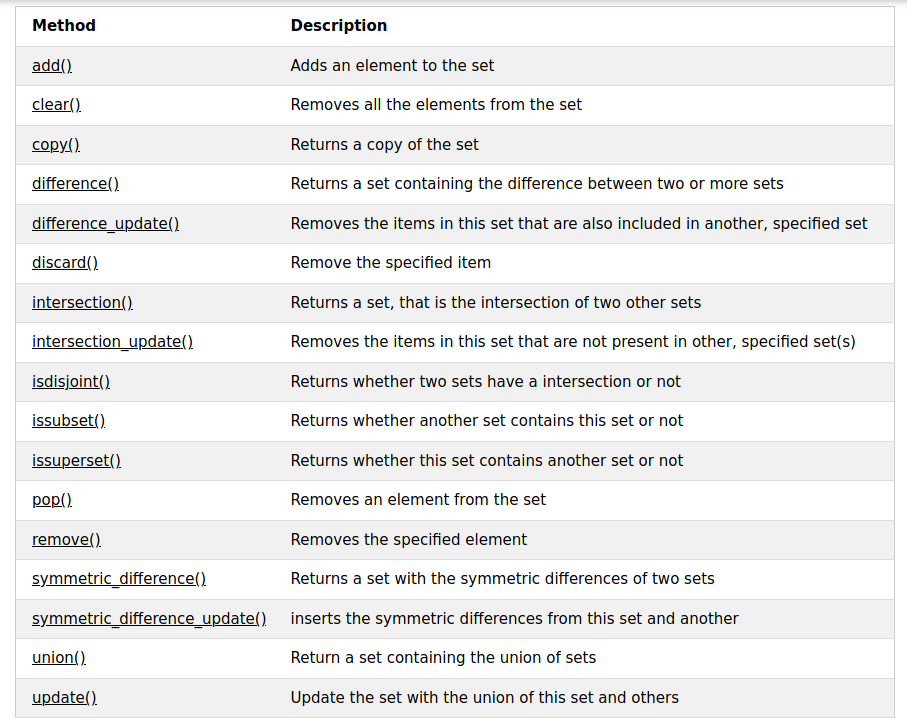 Method Description
add() Adds an element to the set
clear() Removes all the elements from the set
copy() Returns a copy of the set
difference() Returns a set containing the difference between two or more sets
difference_update() Removes the items in this set that are also included in another, specified set
discard() Remove the specified item
intersection() Returns a set, that is the intersection of two other sets
intersection_update() Removes the items in this set that are not present in other, specified set(s)
isdisjoint() Returns whether two sets have a intersection or not
issubset() Returns whether another set contains this set or not
issuperset() Returns whether this set contains another set or not
pop() Removes an element from the set
remove() Removes the specified element
symmetric_difference() Returns a set with the symmetric differences of two sets
symmetric_difference_update() inserts the symmetric differences from this set and another
union() Return a set containing the union of sets
update() Update the set with the union of this set and others